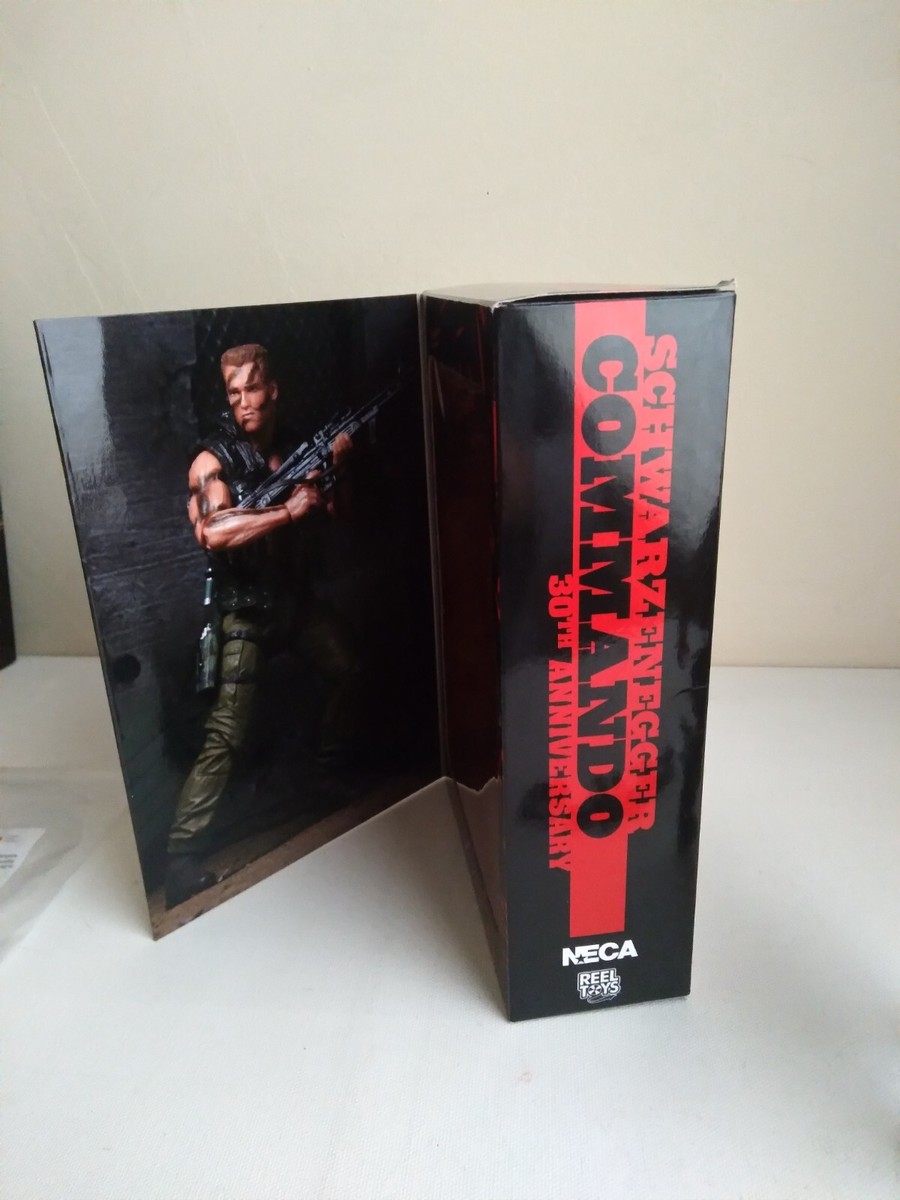 SCHWARZENEGGER
COMMANDO
30TH ANNIVERSARY
NECA
REEL
TOYS